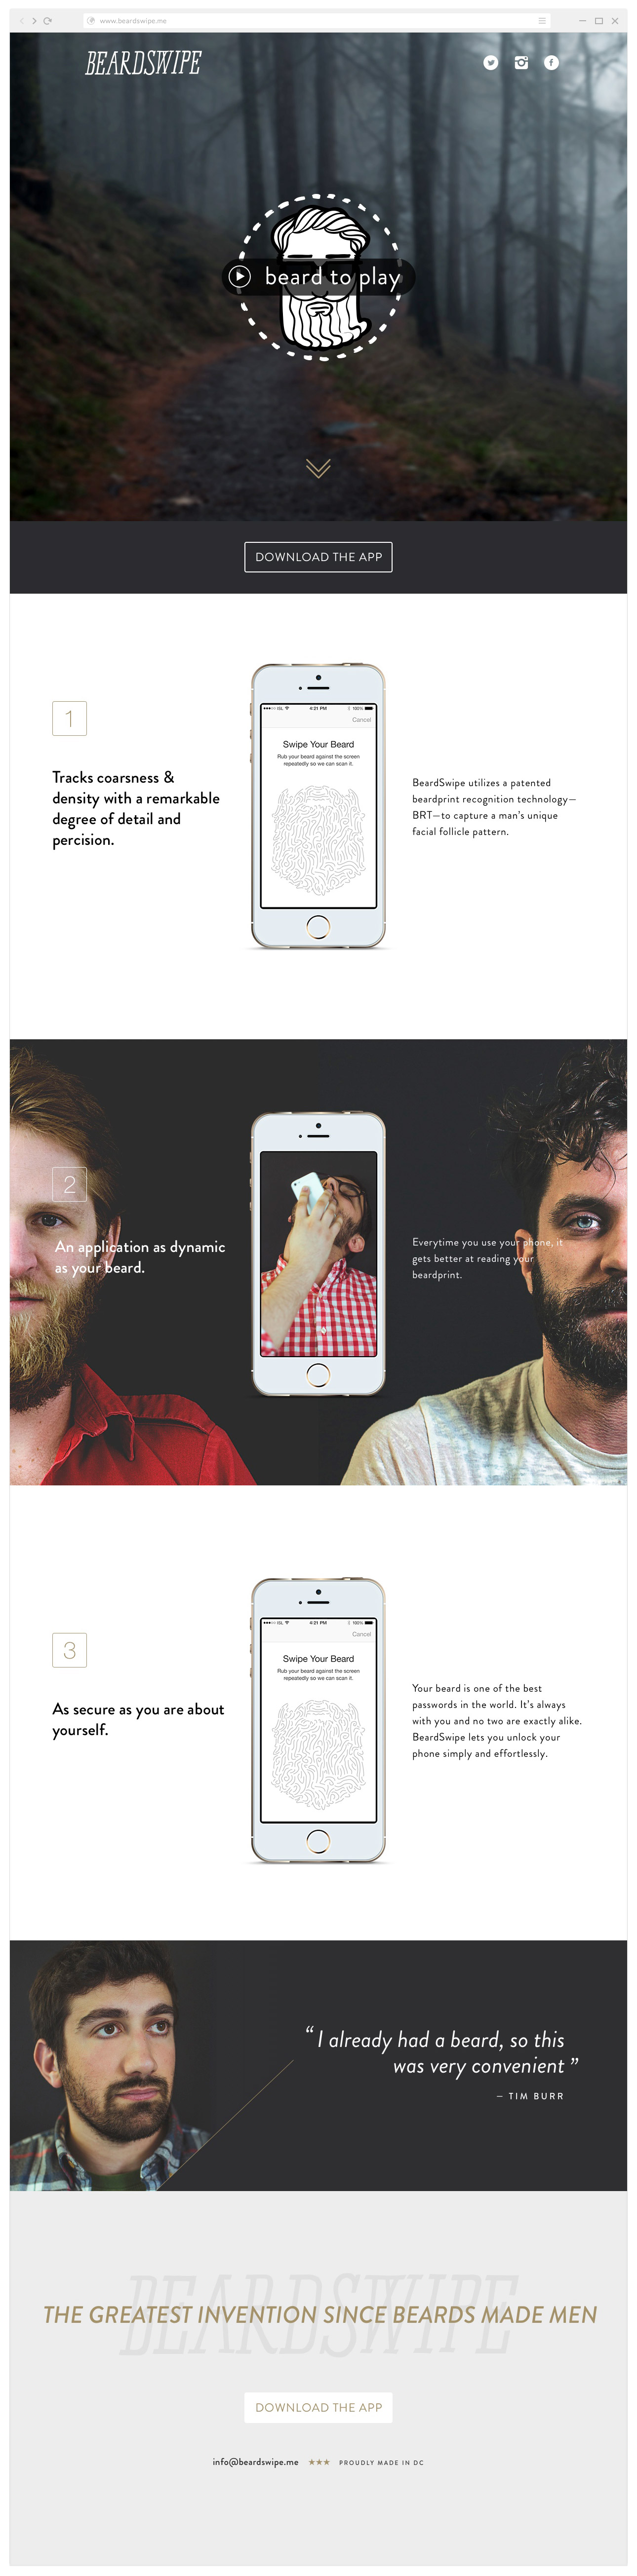 www.beardswipe.me
BEARDSWIPE
beard to play
DOWNLOAD THE APP
1
Tracks coarsness &
density with a remarkable
degree of detail and
percision.
GSL 4:21 PM 100%
Cancel
Swipe Your Beard
Rub your beard against the screen
repeatedly so we can scan it.
BeardSwipe utilizes a patented
beardprint recognition technology—
BRT—to capture a man's unique
facial follicle pattern.
2
An application as dynamic
as your beard.
Everytime you use your phone, it
gets better at reading your
beardprint.
3
As secure as you are about
yourself.
GSL 4:21 PM 100%
Cancel
Swipe Your Beard
Rub your beard against the screen
repeatedly so we can scan it.
Your beard is one of the best
passwords in the world. It's always
with you and no two are exactly alike.
BeardSwipe lets you unlock your
phone simply and effortlessly.
“ I already had a beard, so this
was very convenient ”
— TIM BURR
BEARDSWIPE
THE GREATEST INVENTION SINCE BEARDS MADE MEN
DOWNLOAD THE APP
info@beardswipe.me ★★★ PROUDLY MADE IN DC